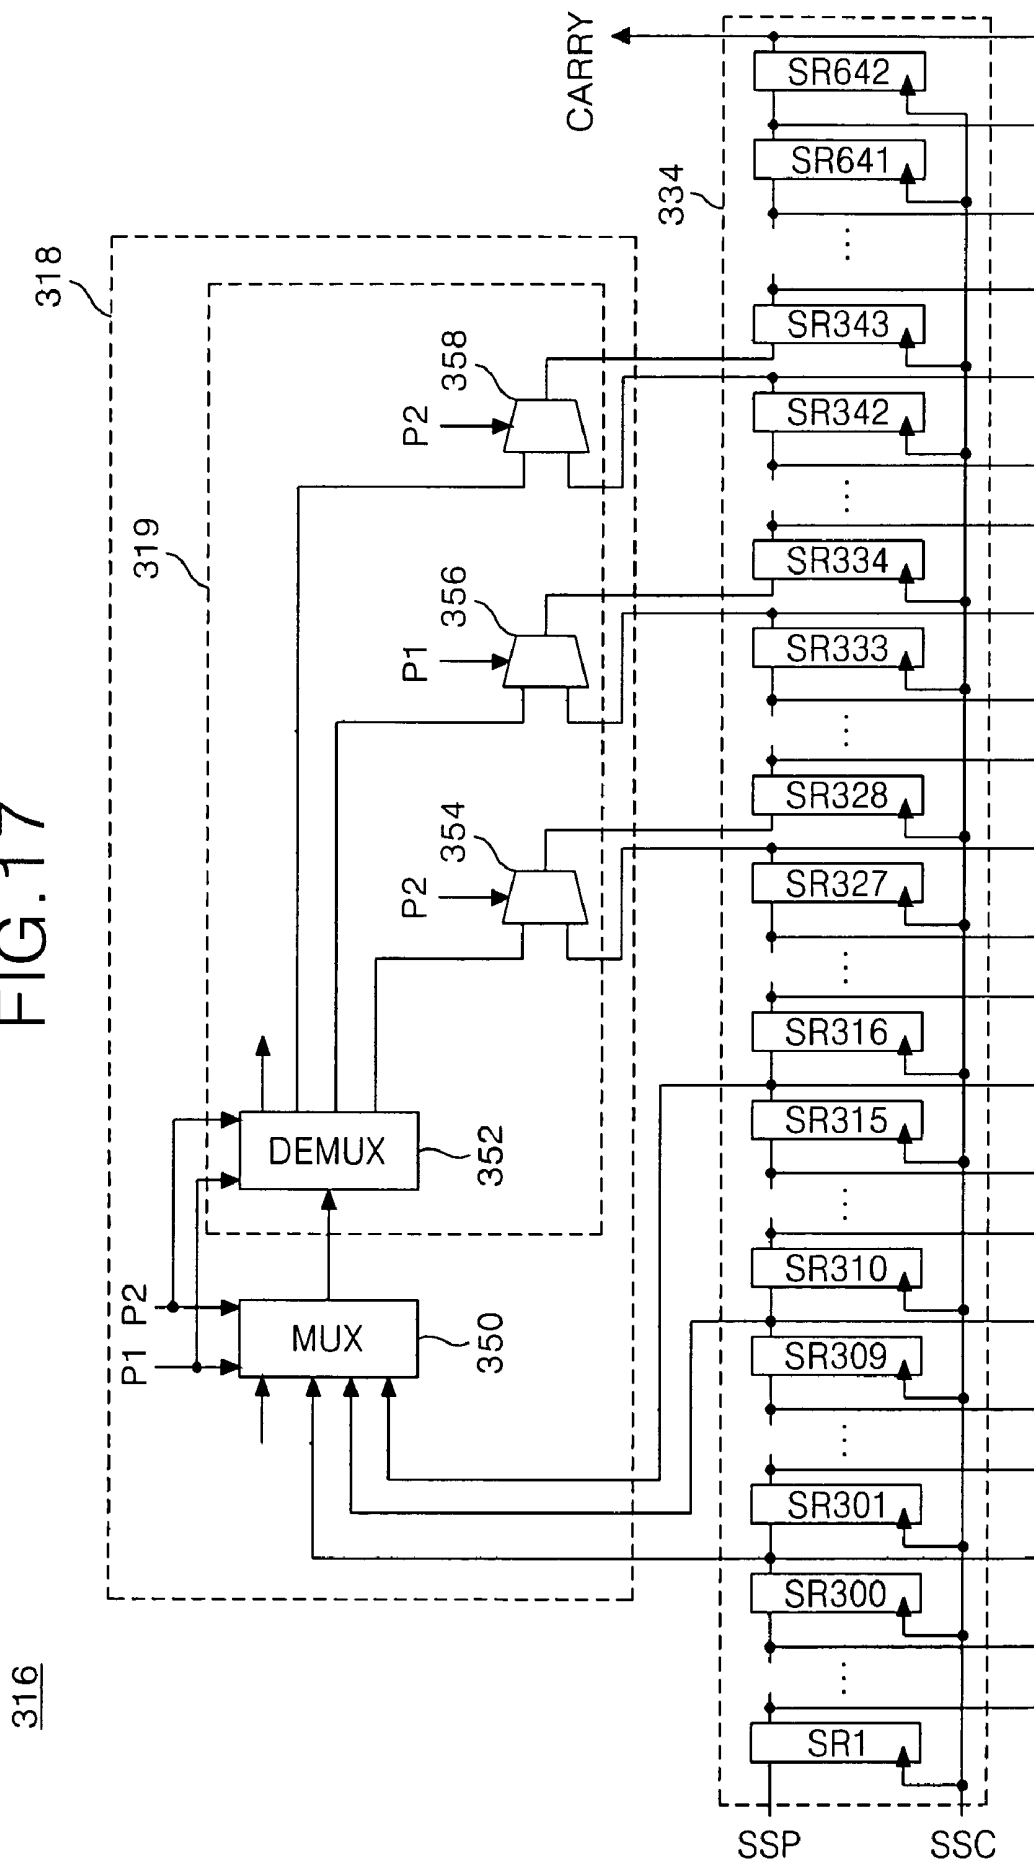 FIG. 17
316
318
319
P1 P2
MUX
350
DEMUX
352
P2
354
P1
356
P2
358
334
CARRY
SSP
SSC
SR1
...
SR300
SR301
...
SR309
SR310
...
SR315
SR316
...
SR327
SR328
...
SR333
SR334
...
SR342
SR343
...
SR641
SR642